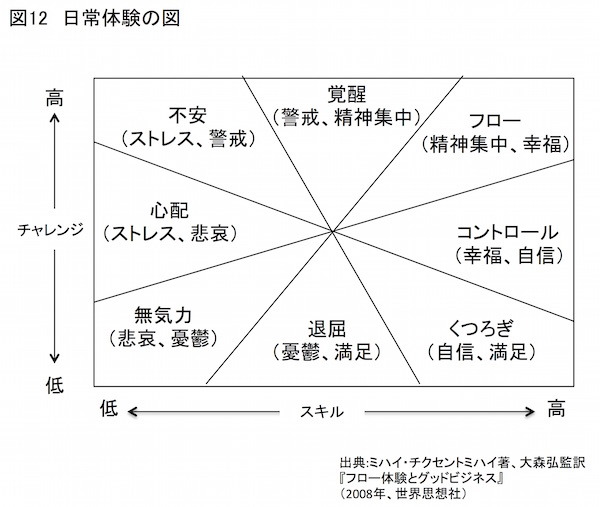 図12 日常体験の図
高
不安
(ストレス、警戒)
覚醒
(警戒、精神集中)
フロー
(精神集中、幸福)
チャレンジ
心配
(ストレス、悲哀)
コントロール
(幸福、自信)
無気力
(悲哀、憂鬱)
退屈
(憂鬱、満足)
くつろぎ
(自信、満足)
低
低
スキル
高
出典:ミハイ・チクセントミハイ著、大森弘監訳
『フロー体験とグッドビジネス』
(2008年、世界思想社)